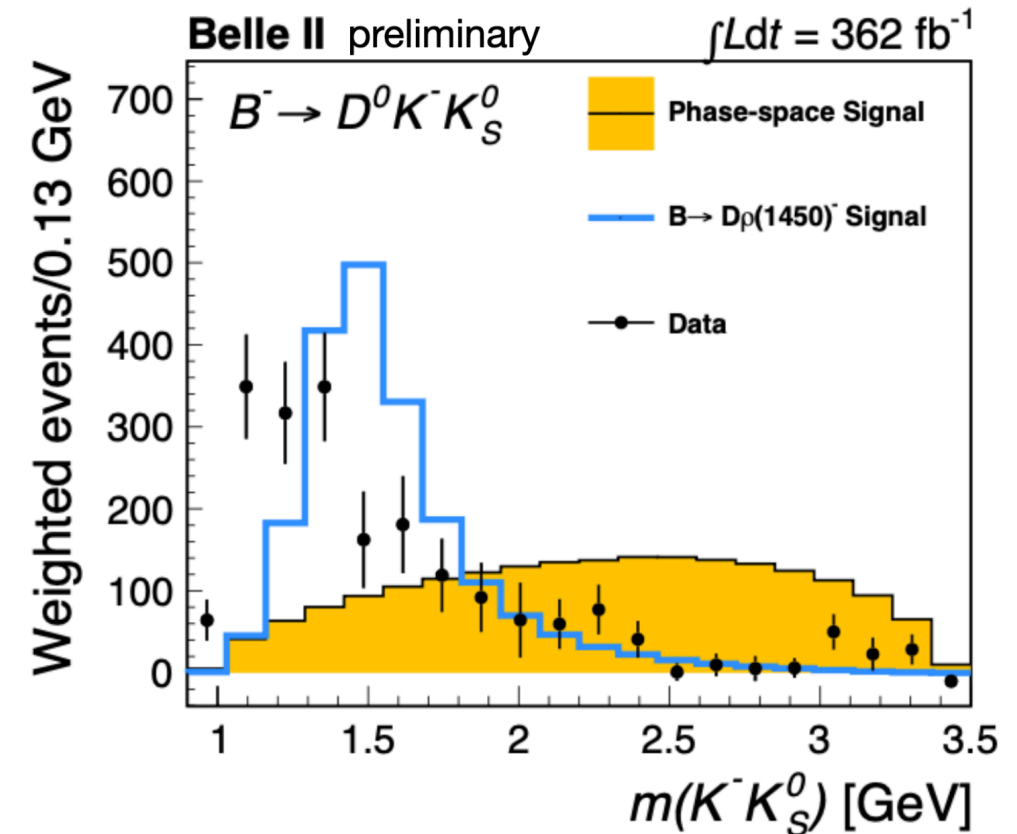 Belle II preliminary ∫Ldt = 362 fb⁻¹
B⁻ → D⁰K⁻K⁰_S
Phase-space Signal
B→ Dρ(1450)⁻ Signal
Data
Weighted events/0.13 GeV
700
600
500
400
300
200
100
0
1 1.5 2 2.5 3 3.5
m(K⁻K⁰_S) [GeV]